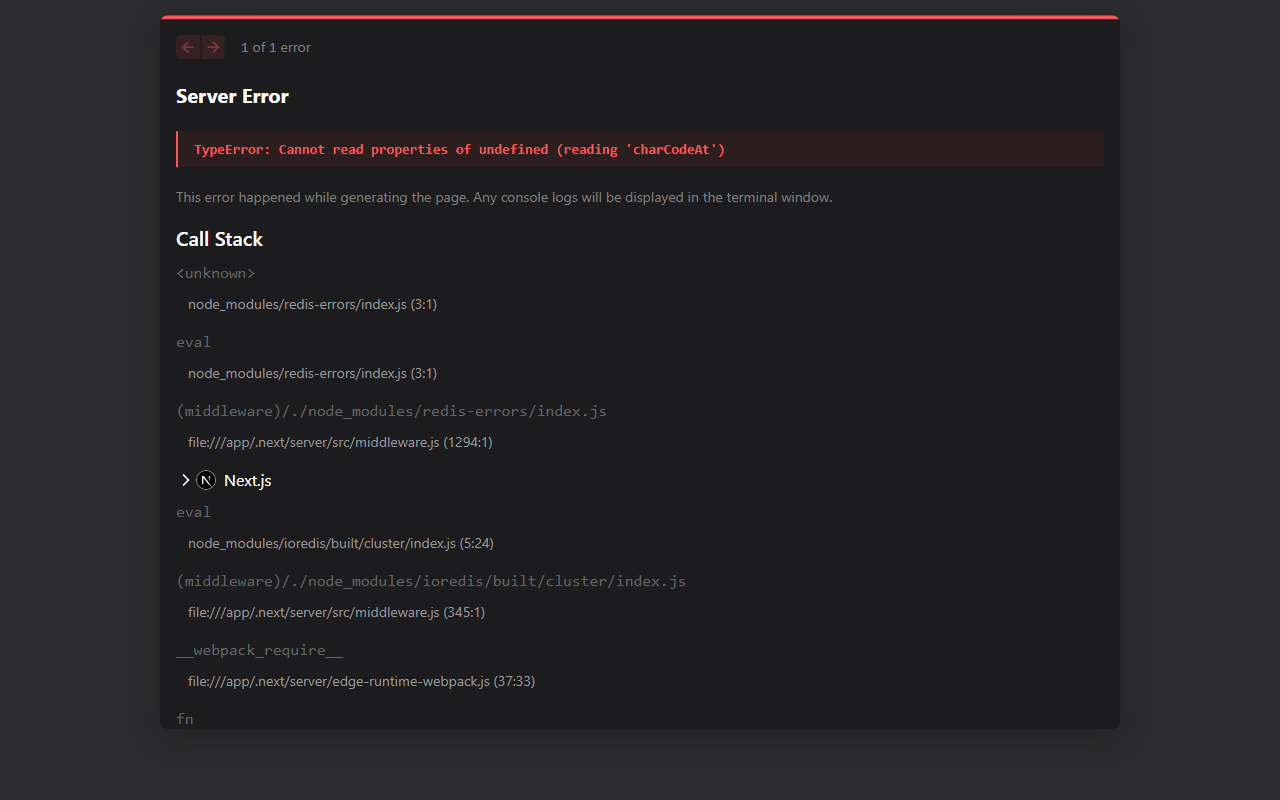 1 of 1 error
Server Error
TypeError: Cannot read properties of undefined (reading 'charCodeAt')
This error happened while generating the page. Any console logs will be displayed in the terminal window.
Call Stack
<unknown>
node_modules/redis-errors/index.js (3:1)
eval
node_modules/redis-errors/index.js (3:1)
(middleware)/./node_modules/redis-errors/index.js
file:///app/.next/server/src/middleware.js (1294:1)
N Next.js
eval
node_modules/ioredis/built/cluster/index.js (5:24)
(middleware)/./node_modules/ioredis/built/cluster/index.js
file:///app/.next/server/src/middleware.js (345:1)
__webpack_require__
file:///app/.next/server/edge-runtime-webpack.js (37:33)
fn